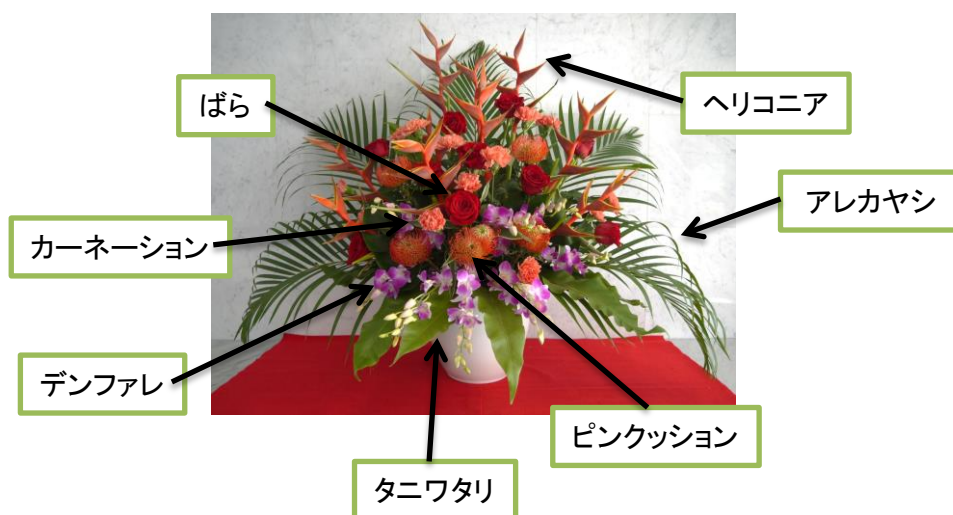 ばら
ヘリコニア
アレカヤシ
カーネーション
デンファレ
ピンクッション
タニワタリ